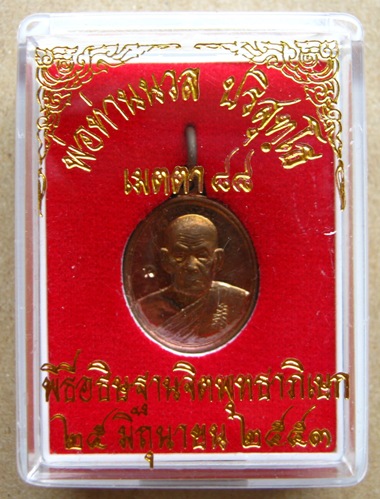 พ่อท่านนวล ปริสุทฺโธ
เมตตา ๘๘
พิธีอธิษฐานจิตพุทธาภิเษก
๒๕ มิถุนายน ๒๕๕๓